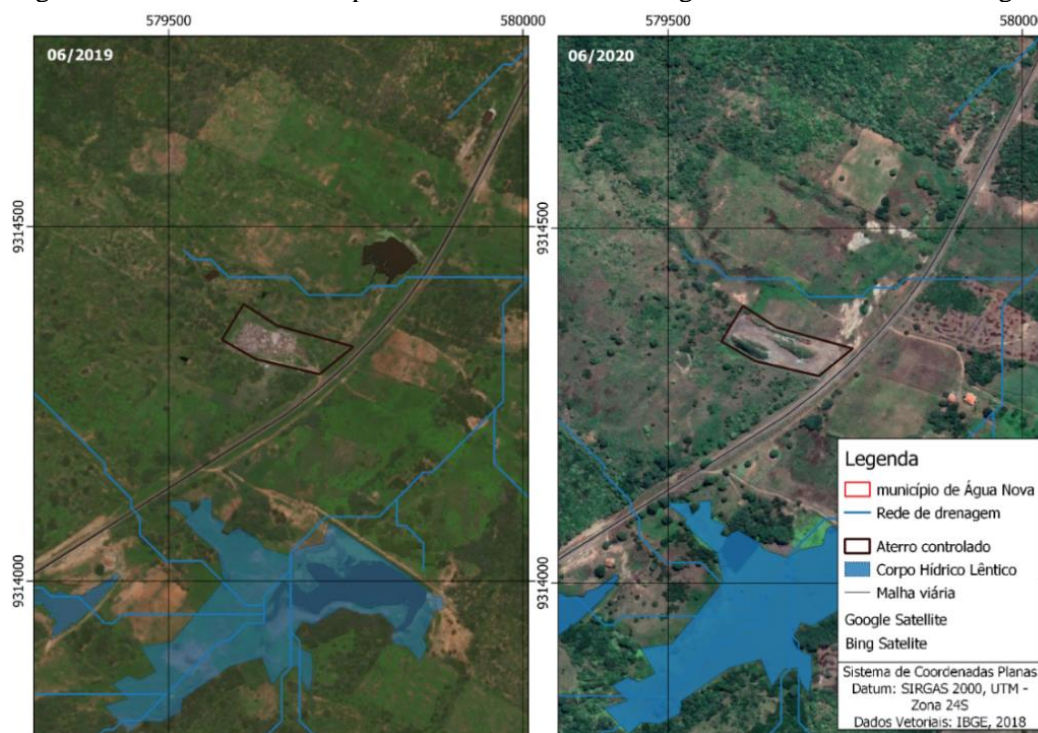 579500
580000
579500
58000
06/2019
06/2020
9314500
9314500
9314000
9314000
Legenda
município de Água Nova
Rede de drenagem
Aterro controlado
Corpo Hídrico Lêntico
Malha viária
Google Satellite
Bing Satelite
Sistema de Coordenadas Planas
Datum: SIRGAS 2000, UTM -
Zona 24S
Dados Vetoriais: IBGE, 2018